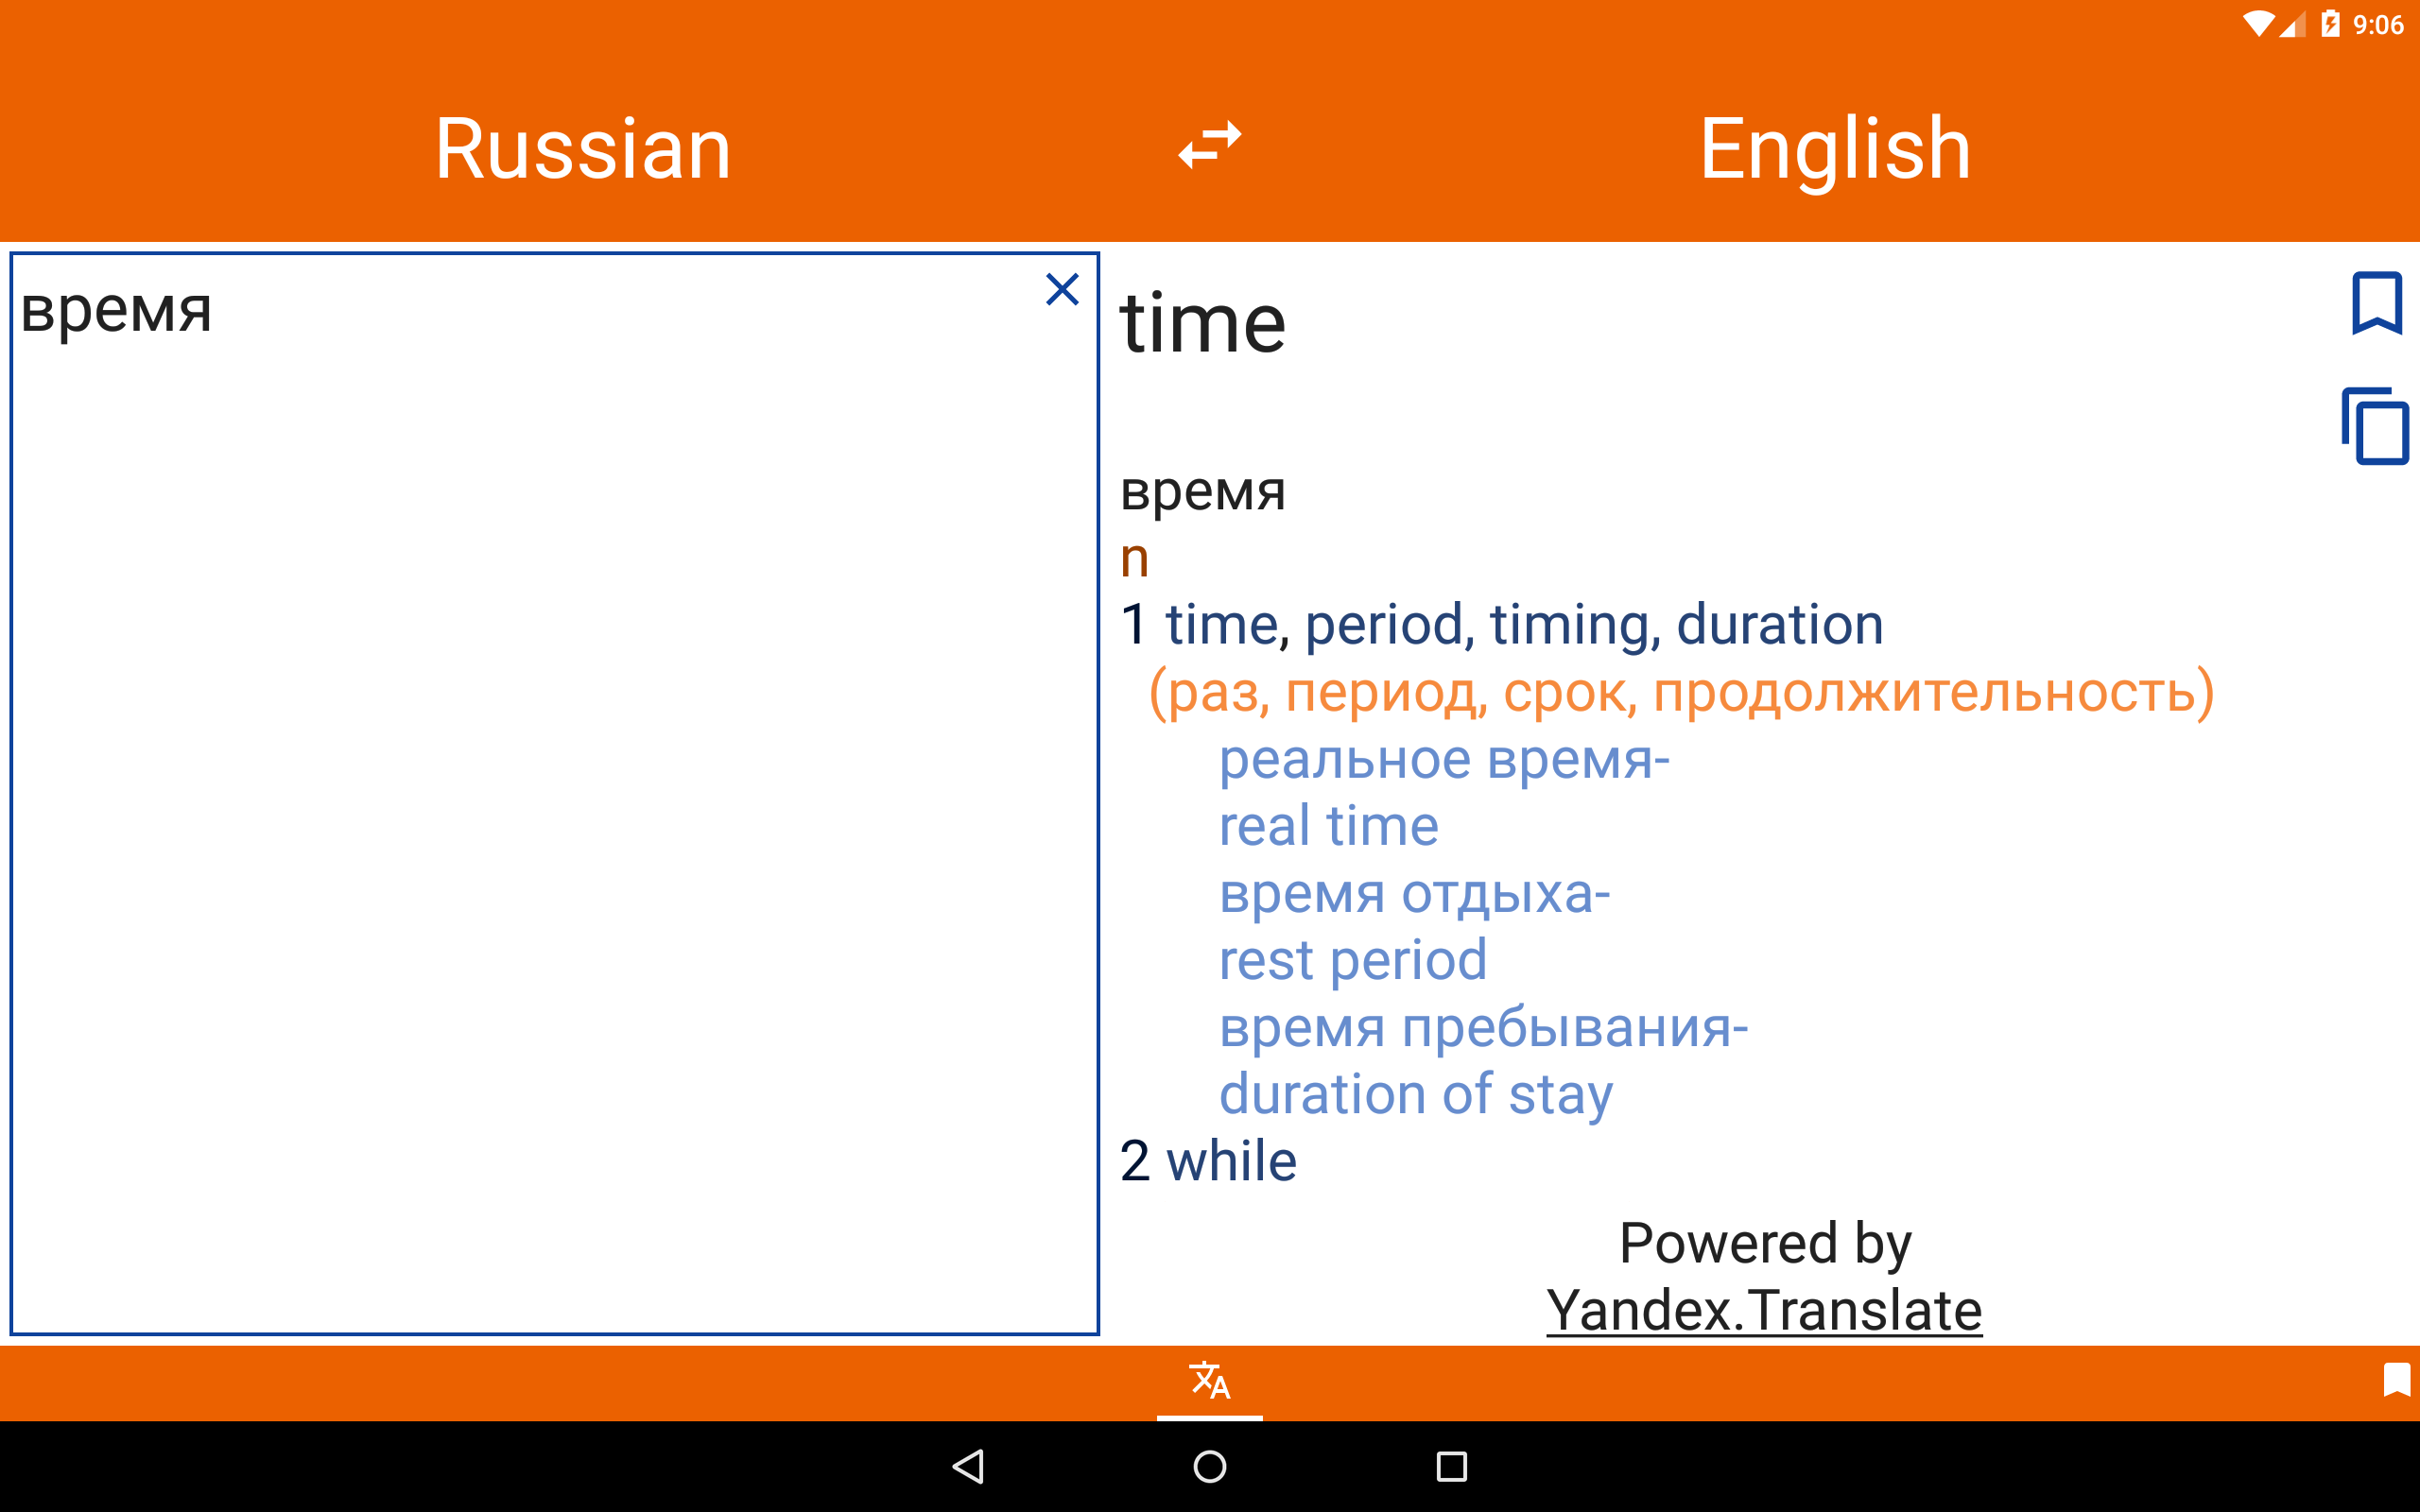 9:06
Russian
English
время
time
время
n
1 time, period, timing, duration
(раз, период, срок, продолжительность)
реальное время-
real time
время отдыха-
rest period
время пребывания-
duration of stay
2 while
Powered by
Yandex.Translate